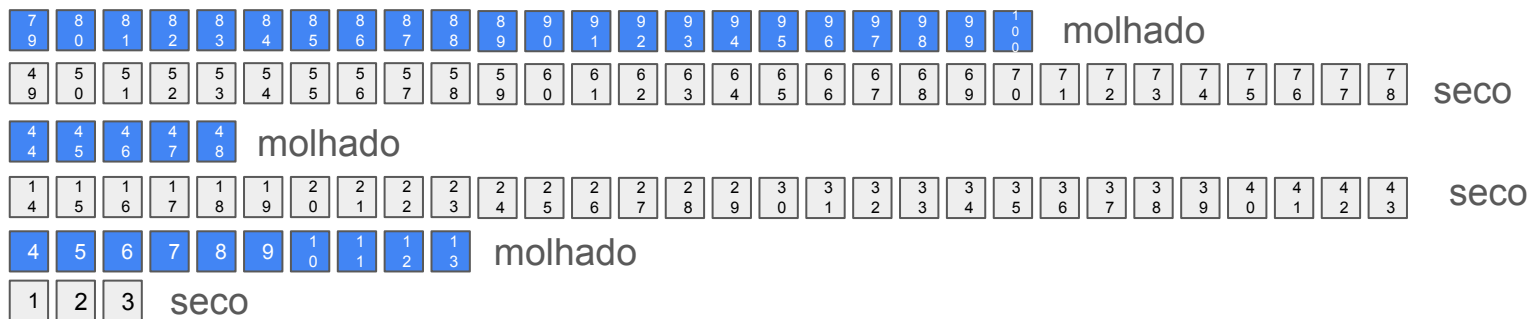 79 80 81 82 83 84 85 86 87 88 89 90 91 92 93 94 95 96 97 98 99 100 molhado
49 50 51 52 53 54 55 56 57 58 59 60 61 62 63 64 65 66 67 68 69 70 71 72 73 74 75 76 77 78 seco
44 45 46 47 48 molhado
14 15 16 17 18 19 20 21 22 23 24 25 26 27 28 29 30 31 32 33 34 35 36 37 38 39 40 41 42 43 seco
4 5 6 7 8 9 10 11 12 13 molhado
1 2 3 seco